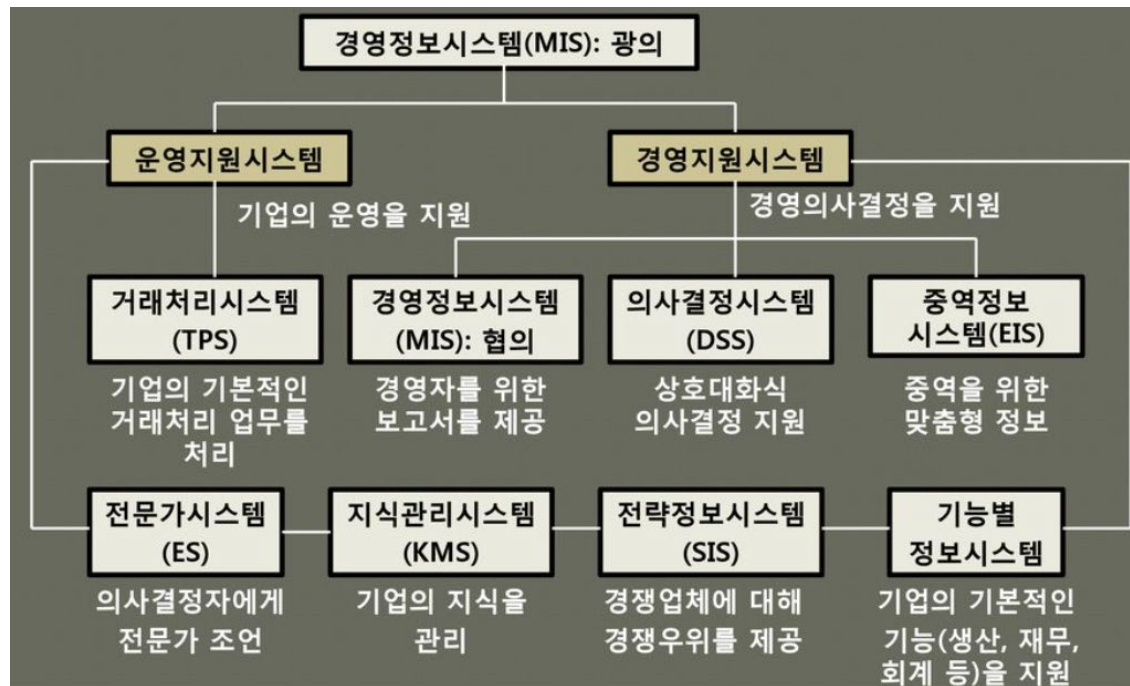 경영정보시스템(MIS): 광의
운영지원시스템
경영지원시스템
기업의 운영을 지원
경영의사결정을 지원
거래처리시스템
(TPS)
기업의 기본적인
거래처리 업무를
처리
경영정보시스템
(MIS): 협의
경영자를 위한
보고서를 제공
의사결정시스템
(DSS)
상호대화식
의사결정 지원
중역정보
시스템(EIS)
중역을 위한
맞춤형 정보
전문가시스템
(ES)
의사결정자에게
전문가 조언
지식관리시스템
(KMS)
기업의 지식을
관리
전략정보시스템
(SIS)
경쟁업체에 대해
경쟁우위를 제공
기능별
정보시스템
기업의 기본적인
기능(생산, 재무,
회계 등)을 지원